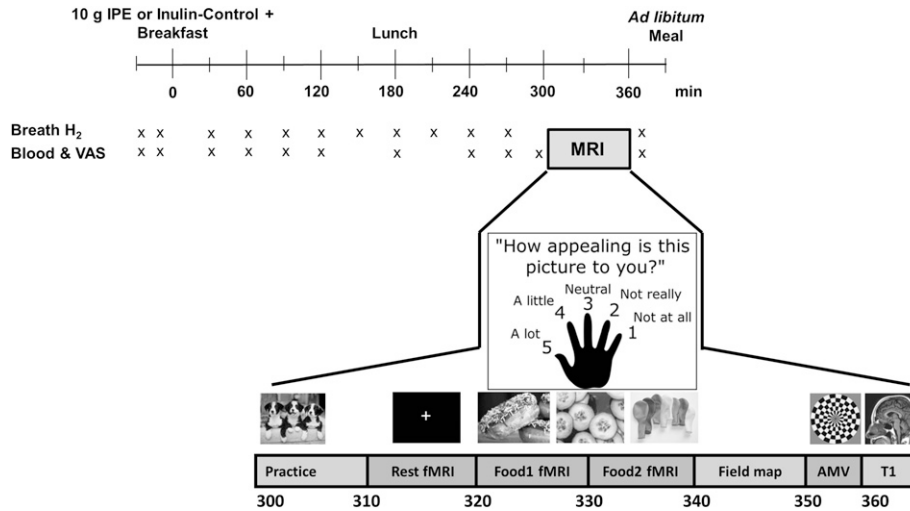 10 g IPE or Inulin-Control +
Breakfast
Lunch
Ad libitum
Meal
0 60 120 180 240 300 360 min
Breath H₂ x x x x x x x x x x x x
Blood & VAS x x x x x x x x x x x
MRI
"How appealing is this
picture to you?"
Neutral
A little Not really
3
4 2
A lot Not at all
5 1
Practice Rest fMRI Food1 fMRI Food2 fMRI Field map AMV T1
300 310 320 330 340 350 360